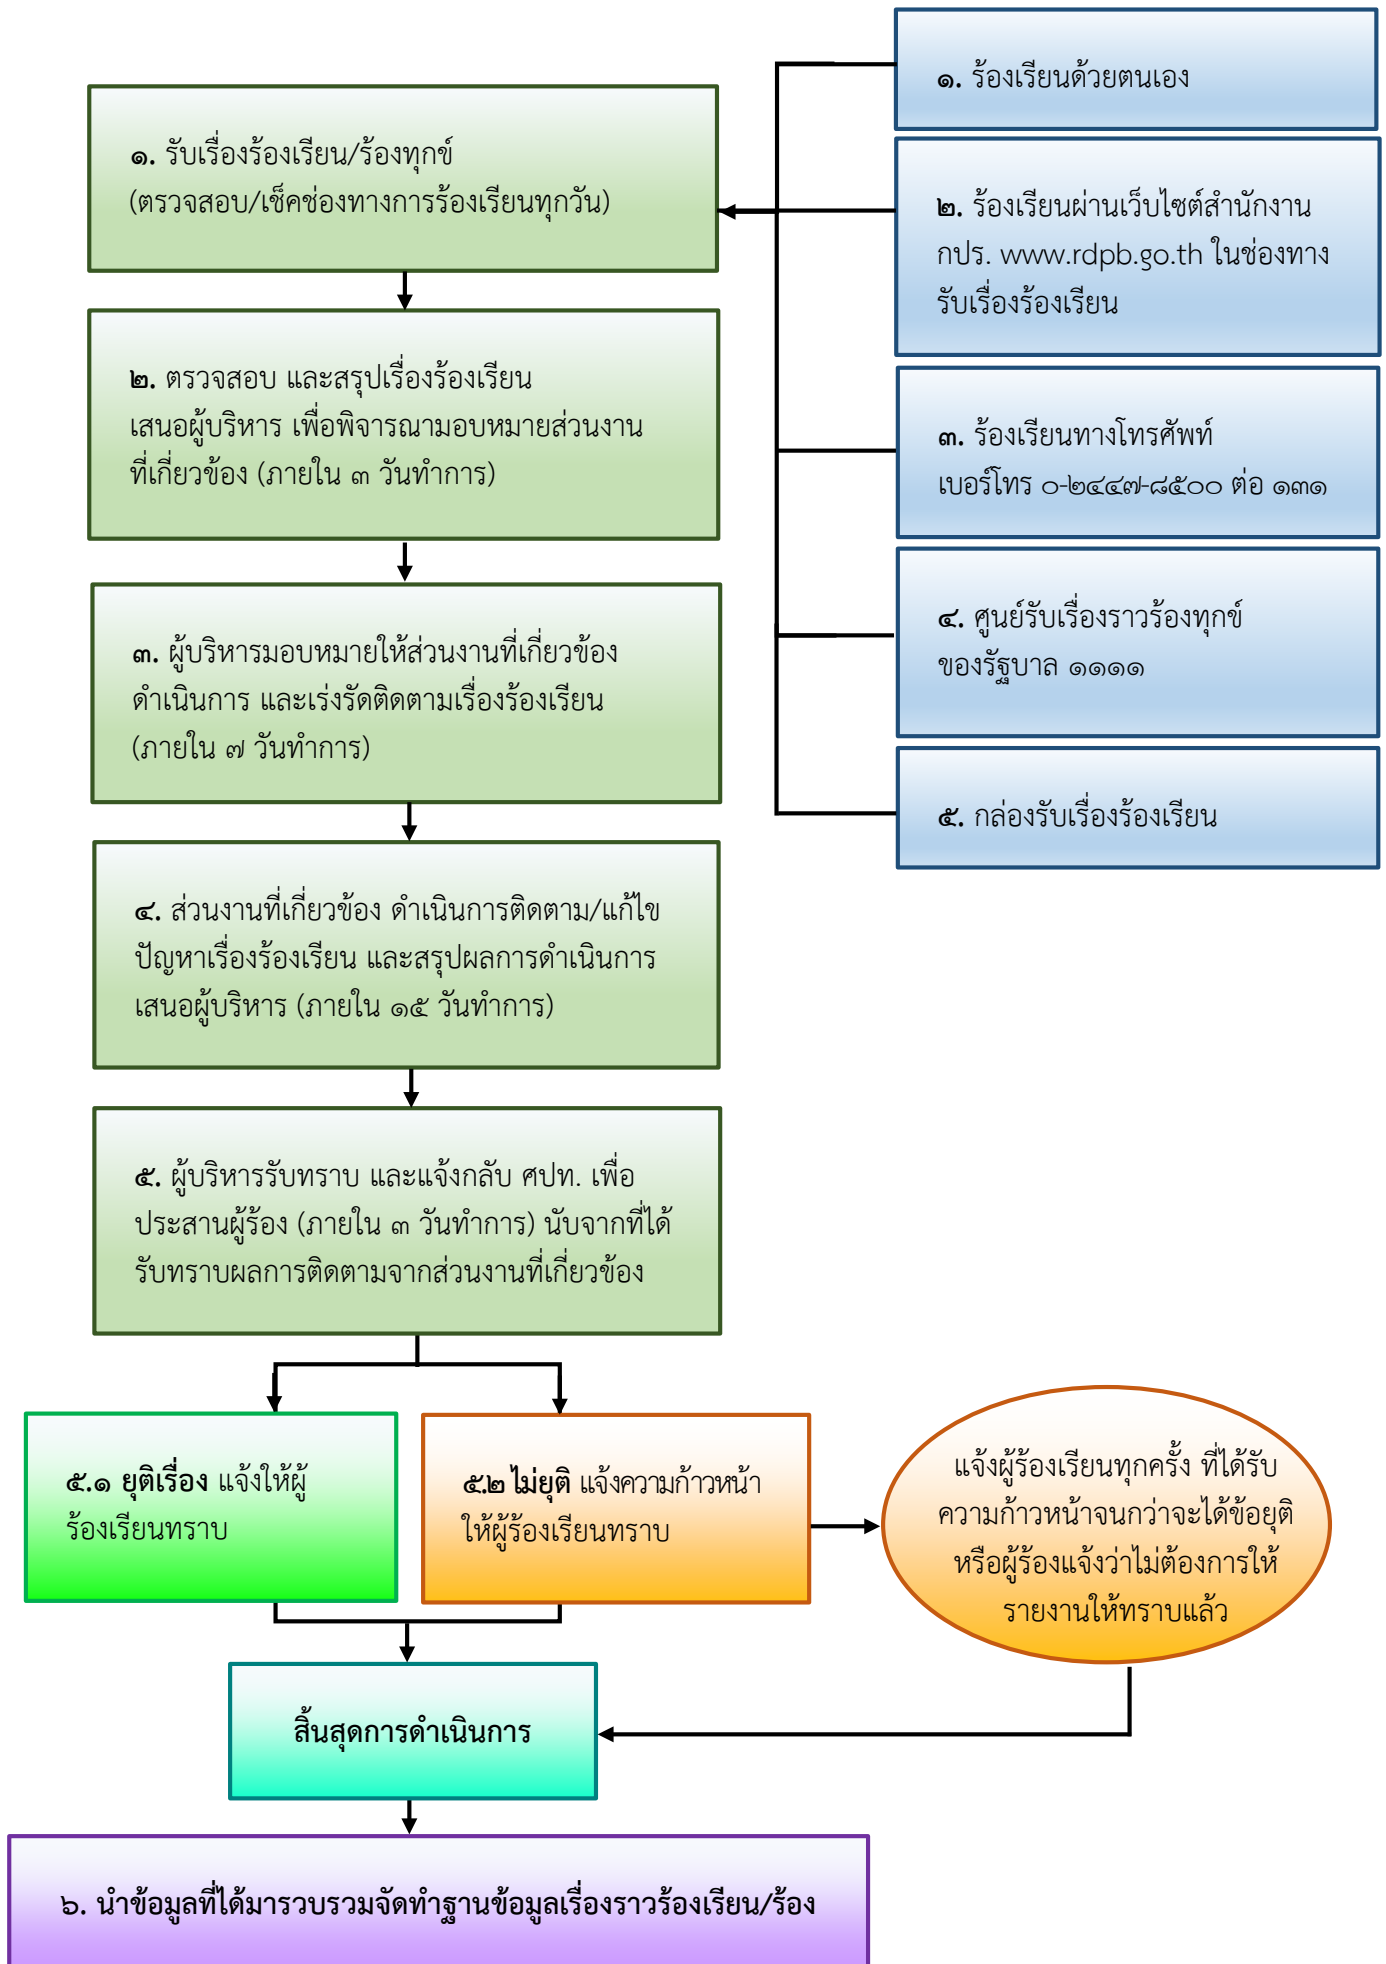 ๑. รับเรื่องร้องเรียน/ร้องทุกข์
(ตรวจสอบ/เช็คช่องทางการร้องเรียนทุกวัน)
๑. ร้องเรียนด้วยตนเอง
๒. ร้องเรียนผ่านเว็บไซต์สำนักงาน
กปร. www.rdpb.go.th ในช่องทาง
รับเรื่องร้องเรียน
๓. ร้องเรียนทางโทรศัพท์
เบอร์โทร ๐-๒๔๔๗-๘๕๐๐ ต่อ ๑๓๑
๔. ศูนย์รับเรื่องราวร้องทุกข์
ของรัฐบาล ๑๑๑๑
๕. กล่องรับเรื่องร้องเรียน
๒. ตรวจสอบ และสรุปเรื่องร้องเรียน
เสนอผู้บริหาร เพื่อพิจารณามอบหมายส่วนงาน
ที่เกี่ยวข้อง (ภายใน ๓ วันทำการ)
๓. ผู้บริหารมอบหมายให้ส่วนงานที่เกี่ยวข้อง
ดำเนินการ และเร่งรัดติดตามเรื่องร้องเรียน
(ภายใน ๗ วันทำการ)
๔. ส่วนงานที่เกี่ยวข้อง ดำเนินการติดตาม/แก้ไข
ปัญหาเรื่องร้องเรียน และสรุปผลการดำเนินการ
เสนอผู้บริหาร (ภายใน ๑๕ วันทำการ)
๕. ผู้บริหารรับทราบ และแจ้งกลับ ศปท. เพื่อ
ประสานผู้ร้อง (ภายใน ๓ วันทำการ) นับจากที่ได้
รับทราบผลการติดตามจากส่วนงานที่เกี่ยวข้อง
๕.๑ ยุติเรื่อง แจ้งให้ผู้
ร้องเรียนทราบ
๕.๒ ไม่ยุติ แจ้งความก้าวหน้า
ให้ผู้ร้องเรียนทราบ
แจ้งผู้ร้องเรียนทุกครั้ง ที่ได้รับ
ความก้าวหน้าจนกว่าจะได้ข้อยุติ
หรือผู้ร้องแจ้งว่าไม่ต้องการให้
รายงานให้ทราบแล้ว
สิ้นสุดการดำเนินการ
๖. นำข้อมูลที่ได้มารวบรวมจัดทำฐานข้อมูลเรื่องราวร้องเรียน/ร้อง